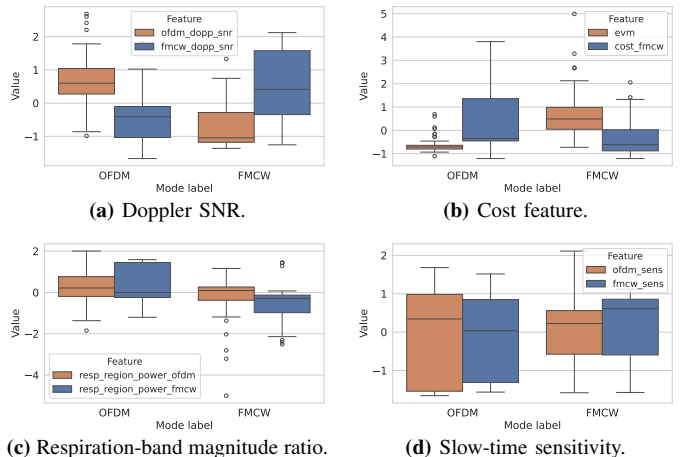 Feature
ofdm_dopp_snr
fmcw_dopp_snr
Value
2
1
0
−1
OFDM
FMCW
Mode label
(a) Doppler SNR.
Feature
evm
cost_fmcw
Value
5
4
3
2
1
0
−1
OFDM
FMCW
Mode label
(b) Cost feature.
Value
2
0
−2
−4
Feature
resp_region_power_ofdm
resp_region_power_fmcw
OFDM
FMCW
Mode label
(c) Respiration-band magnitude ratio.
Feature
ofdm_sens
fmcw_sens
Value
2
1
0
−1
OFDM
FMCW
Mode label
(d) Slow-time sensitivity.